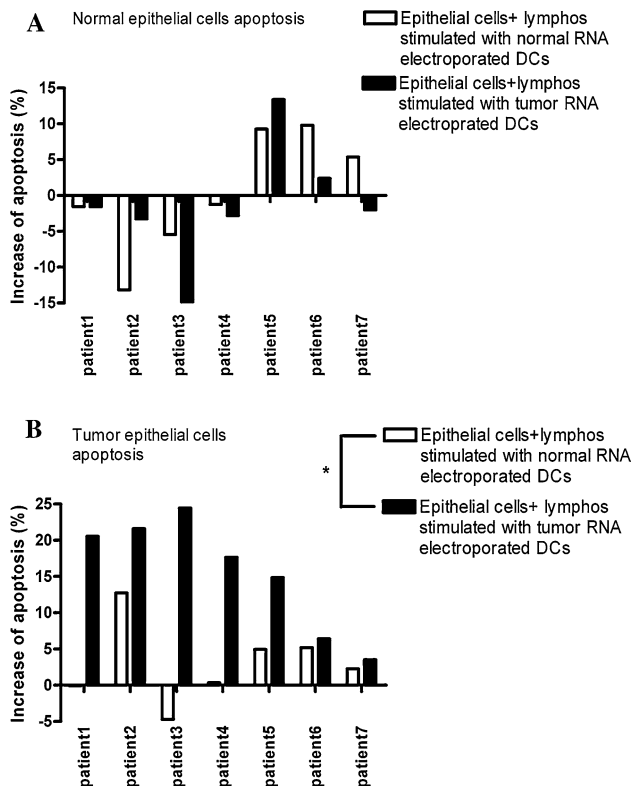 A
Normal epithelial cells apoptosis
Epithelial cells+ lymphos
stimulated with normal RNA
electroporated DCs
Epithelial cells+lymphos
stimulated with tumor RNA
electroprated DCs
Increase of apoptosis (%)
15
10
5
0
-5
-10
-15
patient1
patient2
patient3
patient4
patient5
patient6
patient7
B
Tumor epithelial cells
apoptosis
*
Epithelial cells+lymphos
stimulated with normal RNA
electroporated DCs
Epithelial cells+ lymphos
stimulated with tumor RNA
electroporated DCs
Increase of apoptosis (%)
25
20
15
10
5
0
-5
patient1
patient2
patient3
patient4
patient5
patient6
patient7